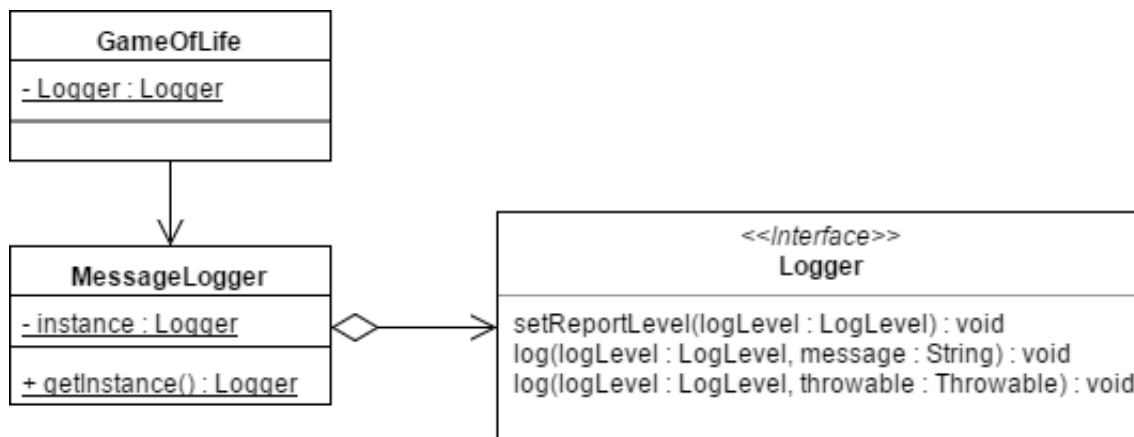 GameOfLife
- Logger : Logger
MessageLogger
- instance : Logger
+ getInstance() : Logger
<<Interface>>
Logger
setReportLevel(logLevel : LogLevel) : void
log(logLevel : LogLevel, message : String) : void
log(logLevel : LogLevel, throwable : Throwable) : void